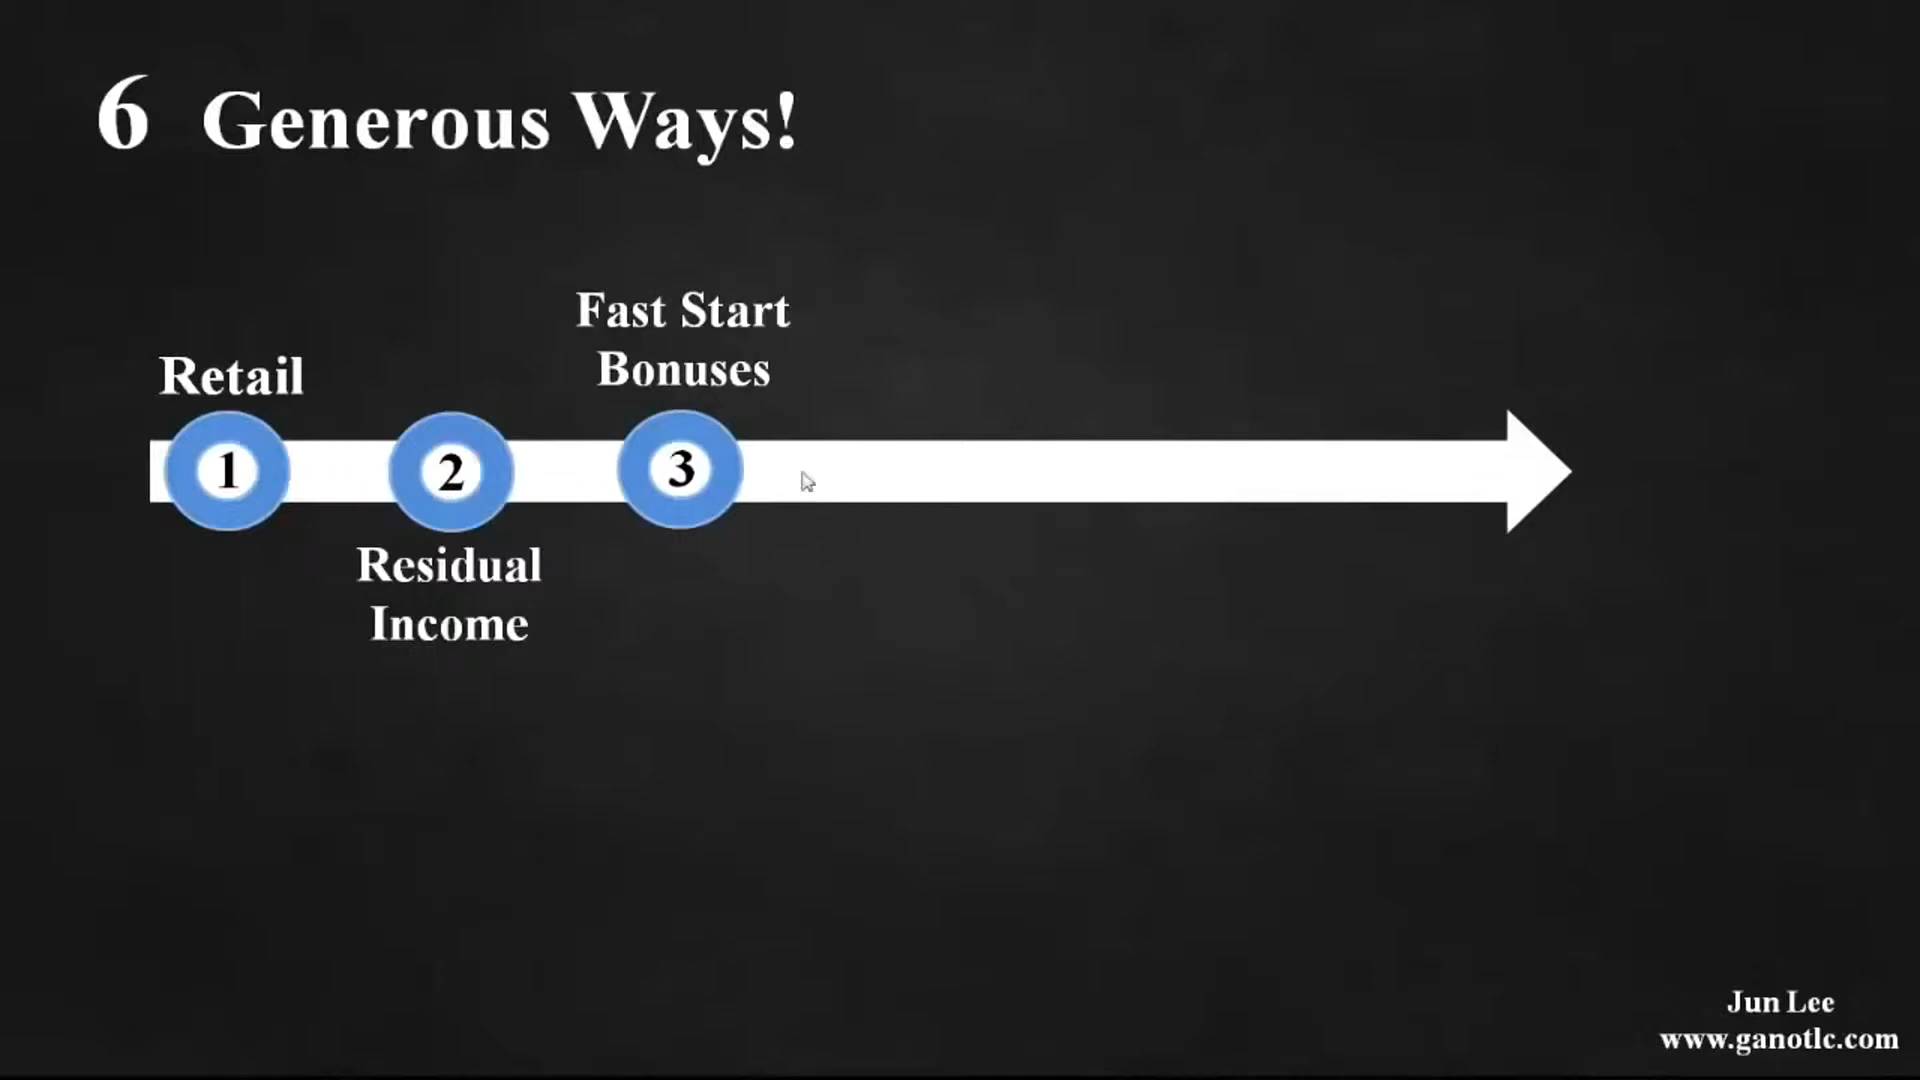 6 Generous Ways!
Fast Start
Bonuses
Retail
1
2
3
Residual
Income
Jun Lee
www.ganotlc.com